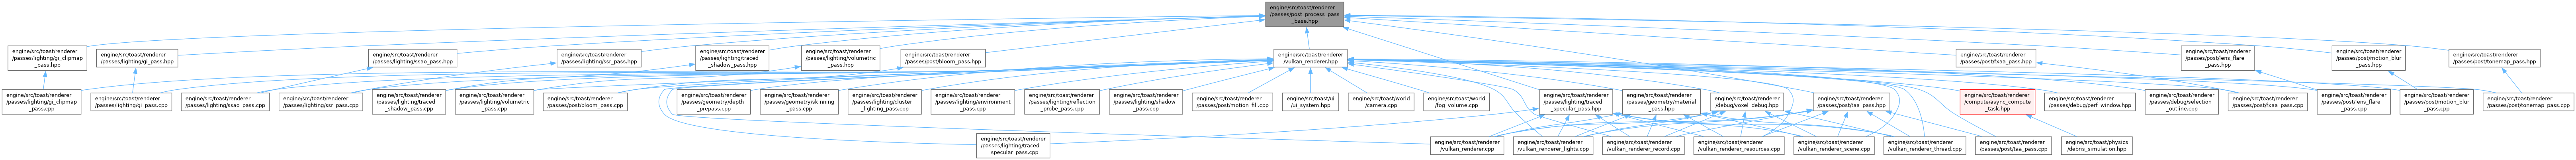 engine/src/toast/renderer
/passes/post_process_pass
_base.hpp
engine/src/toast/renderer
/passes/lighting/gi_clipmap
_pass.hpp
engine/src/toast/renderer
/passes/lighting/gi_pass.hpp
engine/src/toast/renderer
/passes/lighting/ssao_pass.hpp
engine/src/toast/renderer
/passes/lighting/ssr_pass.hpp
engine/src/toast/renderer
/passes/lighting/traced
_shadow_pass.hpp
engine/src/toast/renderer
/passes/lighting/volumetric
_pass.hpp
engine/src/toast/renderer
/passes/post/bloom_pass.hpp
engine/src/toast/renderer
/vulkan_renderer.hpp
engine/src/toast/renderer
/passes/post/fxaa_pass.hpp
engine/src/toast/renderer
/passes/post/lens_flare
_pass.hpp
engine/src/toast/renderer
/passes/post/motion_blur
_pass.hpp
engine/src/toast/renderer
/passes/post/tonemap_pass.hpp
engine/src/toast/renderer
/passes/lighting/gi_clipmap
_pass.cpp
engine/src/toast/renderer
/passes/lighting/gi_pass.cpp
engine/src/toast/renderer
/passes/lighting/ssao_pass.cpp
engine/src/toast/renderer
/passes/lighting/ssr_pass.cpp
engine/src/toast/renderer
/passes/lighting/traced
_shadow_pass.cpp
engine/src/toast/renderer
/passes/lighting/volumetric
_pass.cpp
engine/src/toast/renderer
/passes/post/bloom_pass.cpp
engine/src/toast/renderer
/passes/geometry/depth
_prepass.cpp
engine/src/toast/renderer
/passes/geometry/skinning
_pass.cpp
engine/src/toast/renderer
/passes/lighting/cluster
_lighting_pass.cpp
engine/src/toast/renderer
/passes/lighting/environment
_pass.cpp
engine/src/toast/renderer
/passes/lighting/reflection
_probe_pass.cpp
engine/src/toast/renderer
/passes/lighting/shadow
_pass.cpp
engine/src/toast/renderer
/passes/post/motion_fill.cpp
engine/src/toast/ui
/ui_system.hpp
engine/src/toast/world
/camera.cpp
engine/src/toast/world
/fog_volume.cpp
engine/src/toast/renderer
/passes/lighting/traced
_specular_pass.hpp
engine/src/toast/renderer
/passes/geometry/material
_pass.hpp
engine/src/toast/renderer
/debug/voxel_debug.hpp
engine/src/toast/renderer
/passes/post/taa_pass.hpp
engine/src/toast/renderer
/compute/async_compute
_task.hpp
engine/src/toast/renderer
/passes/debug/perf_window.hpp
engine/src/toast/renderer
/passes/debug/selection
_outline.cpp
engine/src/toast/renderer
/passes/post/fxaa_pass.cpp
engine/src/toast/renderer
/passes/post/lens_flare
_pass.cpp
engine/src/toast/renderer
/passes/post/motion_blur
_pass.cpp
engine/src/toast/renderer
/passes/post/tonemap_pass.cpp
engine/src/toast/renderer
/passes/lighting/traced
_specular_pass.cpp
engine/src/toast/renderer
/vulkan_renderer.cpp
engine/src/toast/renderer
/vulkan_renderer_lights.cpp
engine/src/toast/renderer
/vulkan_renderer_record.cpp
engine/src/toast/renderer
/vulkan_renderer_resources.cpp
engine/src/toast/renderer
/vulkan_renderer_scene.cpp
engine/src/toast/renderer
/vulkan_renderer_thread.cpp
engine/src/toast/renderer
/passes/post/taa_pass.cpp
engine/src/toast/physics
/debris_simulation.hpp